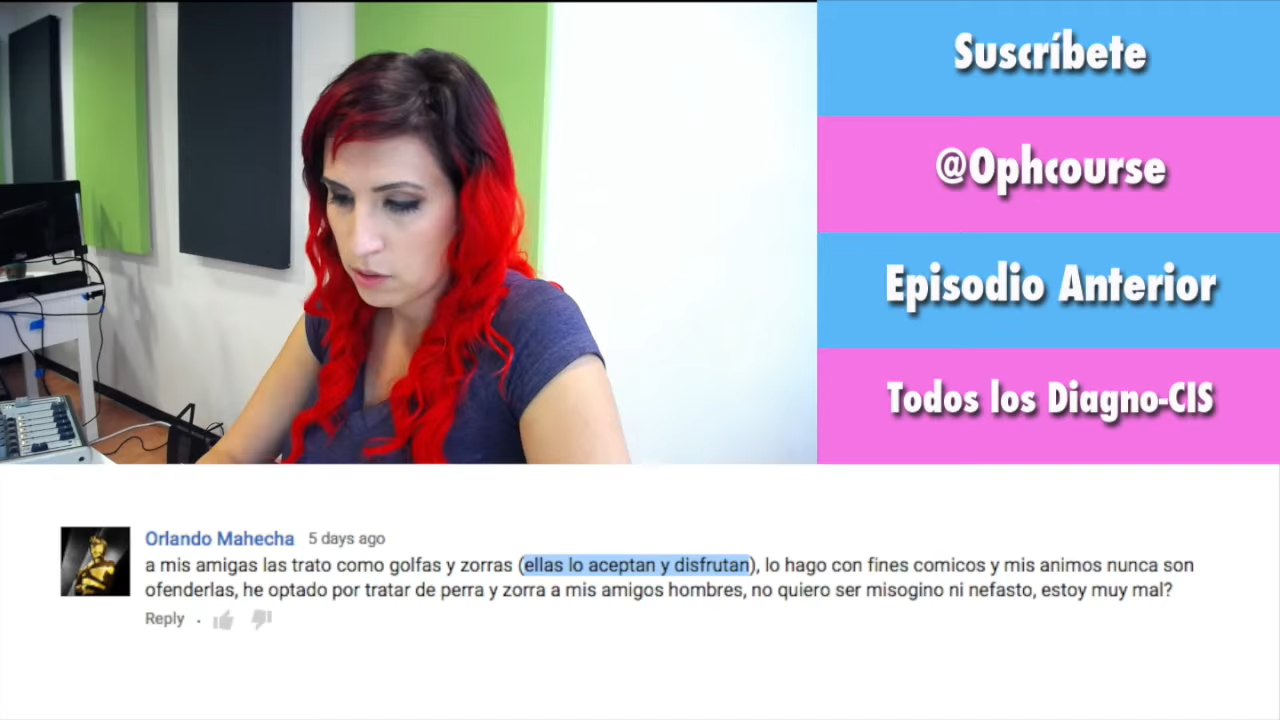 Suscríbete
@Ophcourse
Episodio Anterior
Todos los Diagno-CIS
Orlando Mahecha 5 days ago
a mis amigas las trato como golfas y zorras (ellas lo aceptan y disfrutan), lo hago con fines comicos y mis animos nunca son
ofenderlas, he optado por tratar de perra y zorra a mis amigos hombres, no quiero ser misogino ni nefasto, estoy muy mal?
Reply .